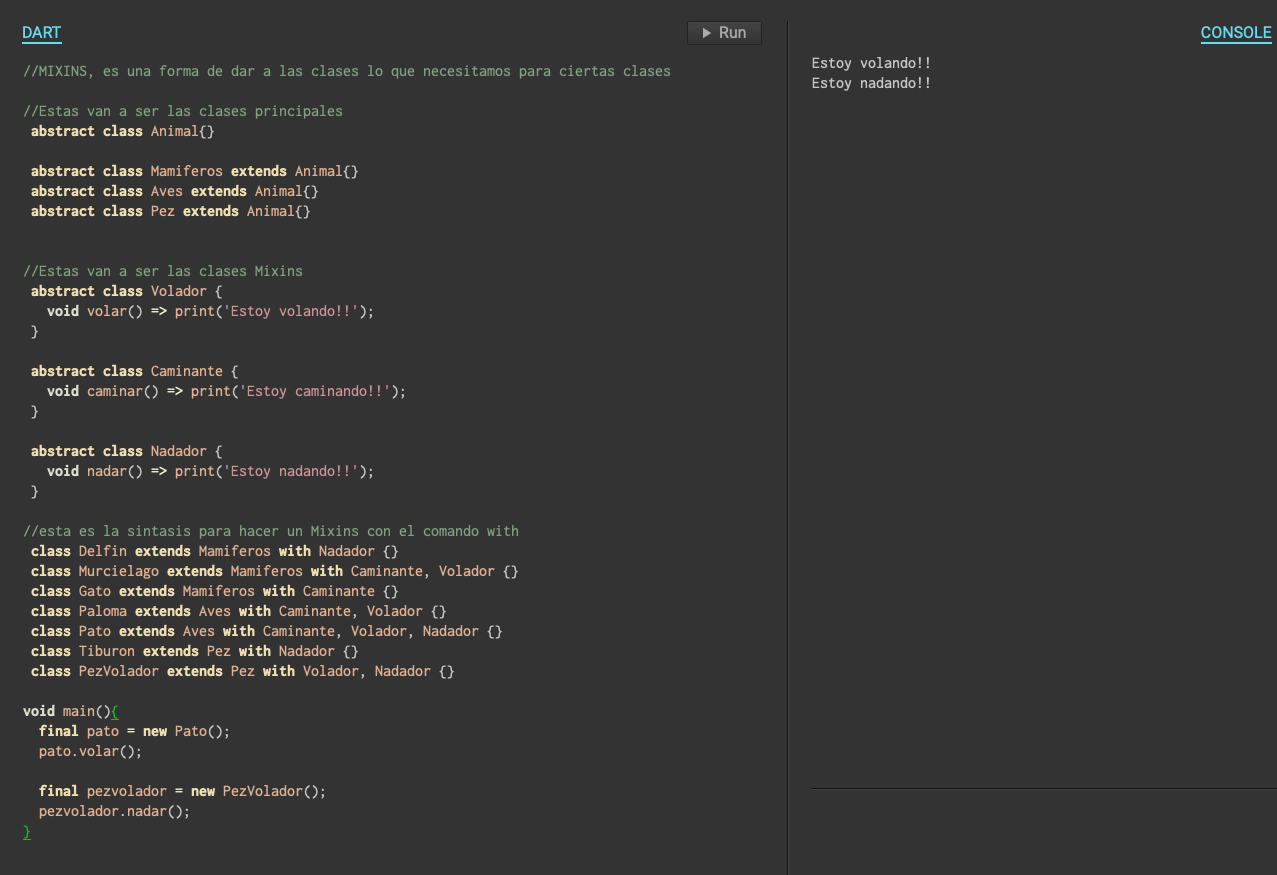 DART
Run
CONSOLE
//MIXINS, es una forma de dar a las clases lo que necesitamos para ciertas clases
//Estas van a ser las clases principales
abstract class Animal{}
abstract class Mamiferos extends Animal{}
abstract class Aves extends Animal{}
abstract class Pez extends Animal{}
//Estas van a ser las clases Mixins
abstract class Volador {
void volar() => print('Estoy volando!!');
}
abstract class Caminante {
void caminar() => print('Estoy caminando!!');
}
abstract class Nadador {
void nadar() => print('Estoy nadando!!');
}
//esta es la sintasis para hacer un Mixins con el comando with
class Delfin extends Mamiferos with Nadador {}
class Murcielago extends Mamiferos with Caminante, Volador {}
class Gato extends Mamiferos with Caminante {}
class Paloma extends Aves with Caminante, Volador {}
class Pato extends Aves with Caminante, Volador, Nadador {}
class Tiburon extends Pez with Nadador {}
class PezVolador extends Pez with Volador, Nadador {}
void main(){
final pato = new Pato();
pato.volar();
final pezvolador = new PezVolador();
pezvolador.nadar();
}
Estoy volando!!
Estoy nadando!!